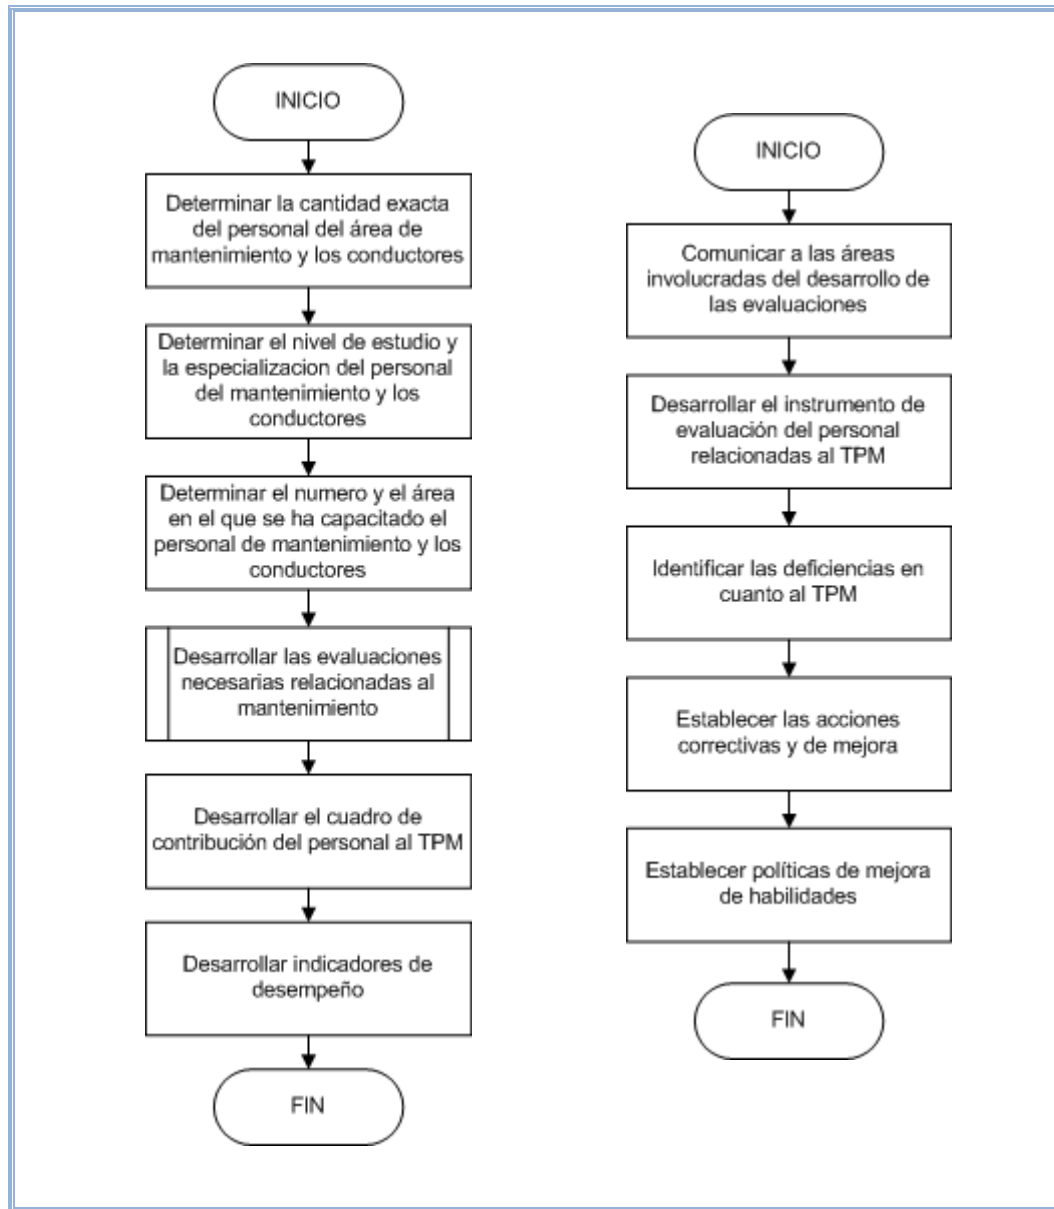 INICIO
Determinar la cantidad exacta
del personal del área de
mantenimiento y los conductores
Determinar el nivel de estudio y
la especializacion del personal
del mantenimiento y los
conductores
Determinar el numero y el área
en el que se ha capacitado el
personal de mantenimiento y los
conductores
Desarrollar las evaluaciones
necesarias relacionadas al
mantenimiento
Desarrollar el cuadro de
contribución del personal al TPM
Desarrollar indicadores de
desempeño
FIN
INICIO
Comunicar a las áreas
involucradas del desarrollo de
las evaluaciones
Desarrollar el instrumento de
evaluación del personal
relacionadas al TPM
Identificar las deficiencias en
cuanto al TPM
Establecer las acciones
correctivas y de mejora
Establecer políticas de mejora
de habilidades
FIN